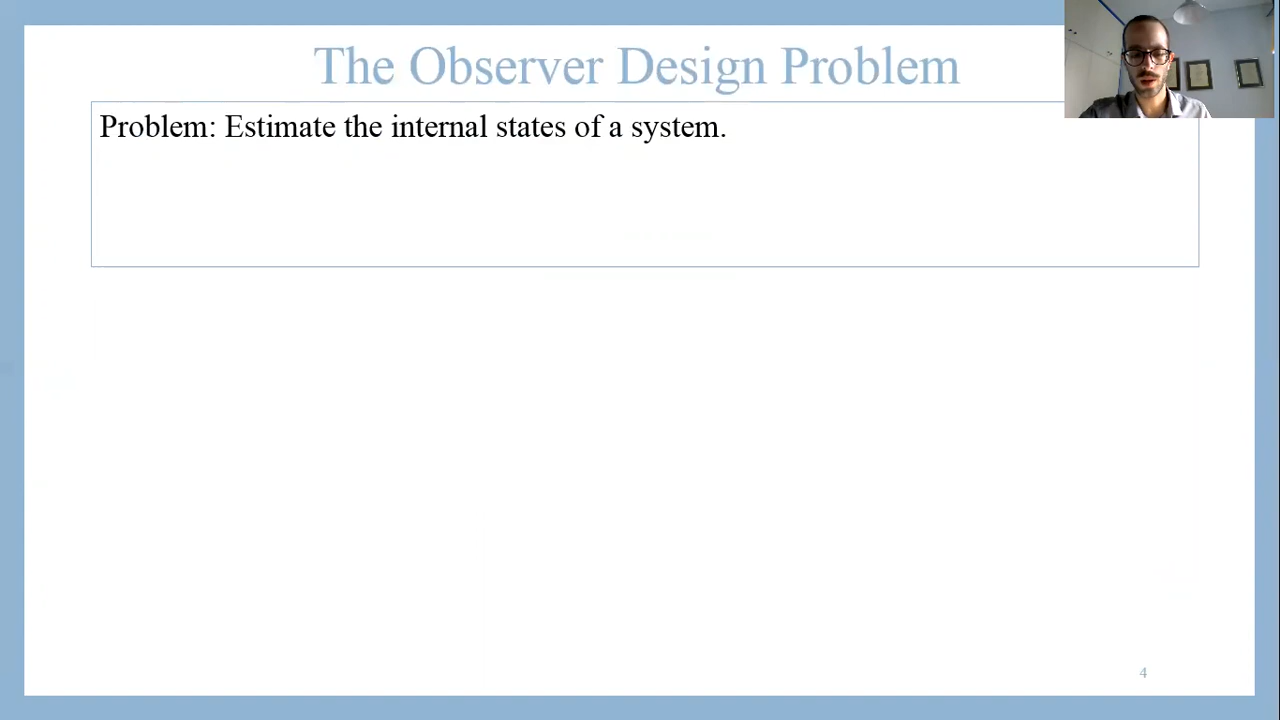 The Observer Design Problem
Problem: Estimate the internal states of a system.
4